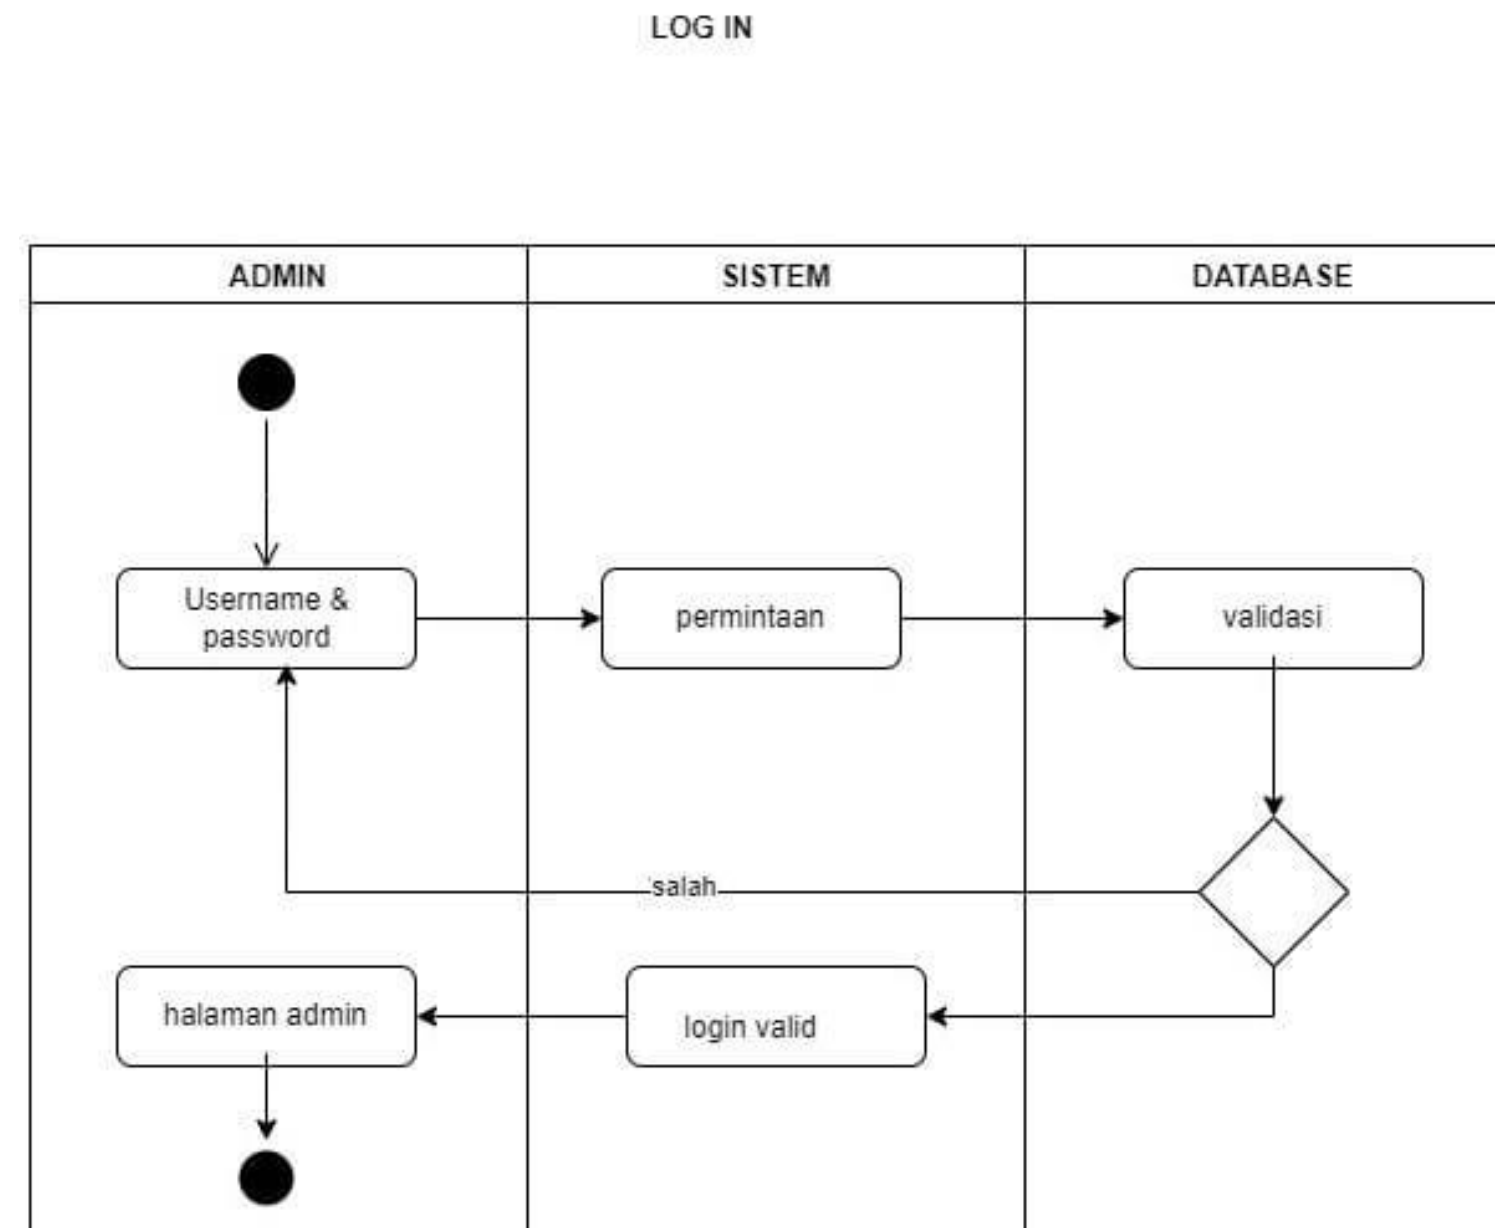 LOG IN
ADMIN
SISTEM
DATABASE
Username &
password
permintaan
validasi
salah
halaman admin
login valid